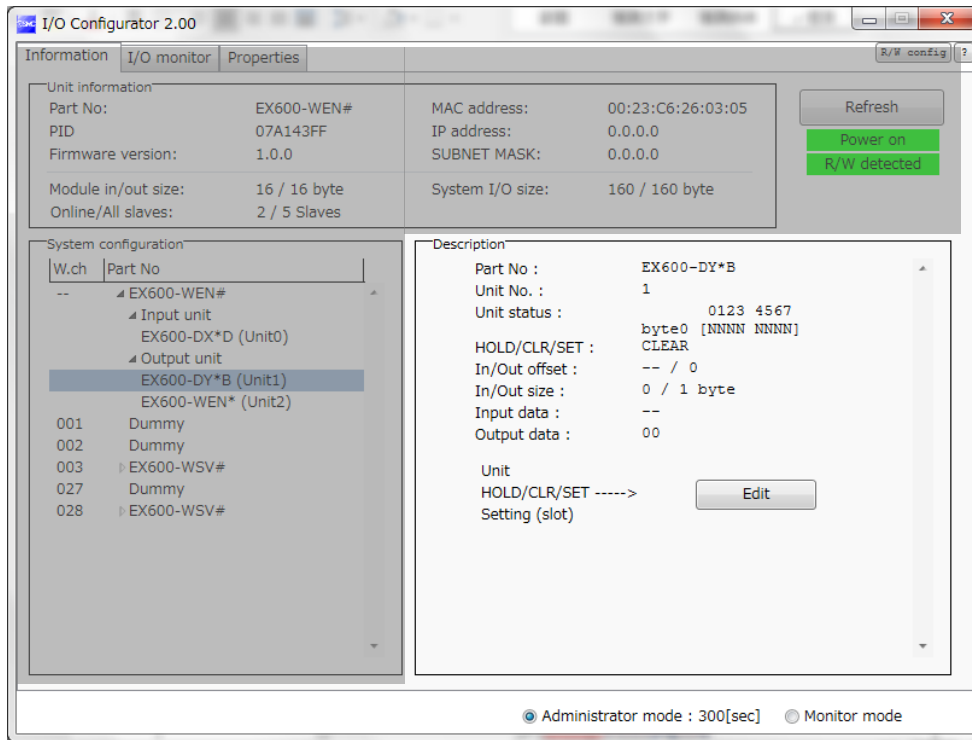 I/O Configurator 2.00
Information I/O monitor Properties R/W config ?
Unit information
Part No: EX600-WEN# MAC address: 00:23:C6:26:03:05 Refresh
PID 07A143FF IP address: 0.0.0.0 Power on
Firmware version: 1.0.0 SUBNET MASK: 0.0.0.0 R/W detected
Module in/out size: 16 / 16 byte System I/O size: 160 / 160 byte
Online/All slaves: 2 / 5 Slaves
System configuration
W.ch Part No
-- EX600-WEN#
Input unit
EX600-DX*D (Unit0)
Output unit
EX600-DY*B (Unit1)
EX600-WEN* (Unit2)
001 Dummy
002 Dummy
003 EX600-WSV#
027 Dummy
028 EX600-WSV#
Description
Part No : EX600-DY*B
Unit No. : 1
Unit status : 0123 4567
byte0 [NNNN NNNN]
HOLD/CLR/SET : CLEAR
In/Out offset : -- / 0
In/Out size : 0 / 1 byte
Input data : --
Output data : 00
Unit
HOLD/CLR/SET -----> Edit
Setting (slot)
Administrator mode : 300[sec] Monitor mode